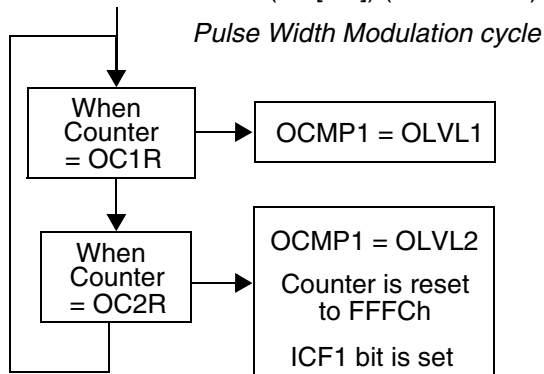 Pulse Width Modulation cycle
When
Counter
= OC1R
OCMP1 = OLVL1
When
Counter
= OC2R
OCMP1 = OLVL2
Counter is reset
to FFFCh
ICF1 bit is set